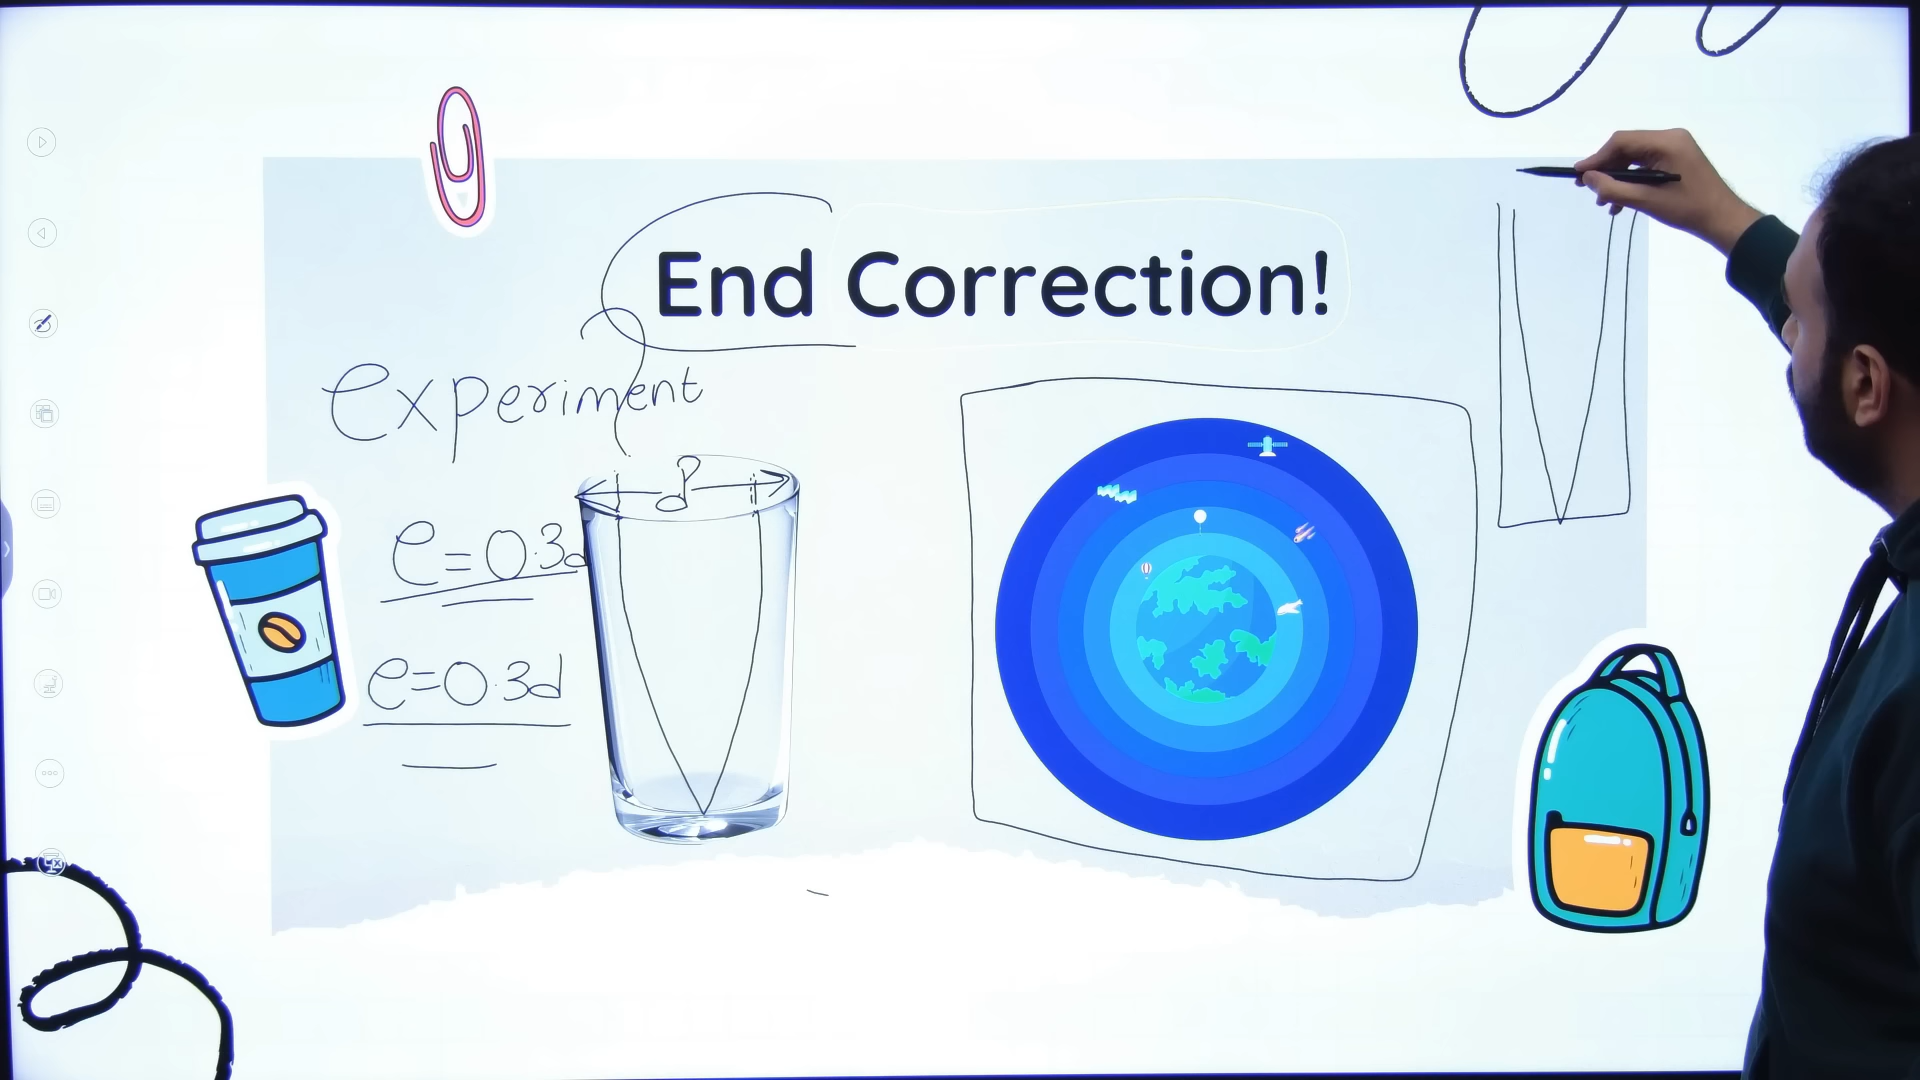 End Correction!
experiment
d
e=0.3d
e=0.3d